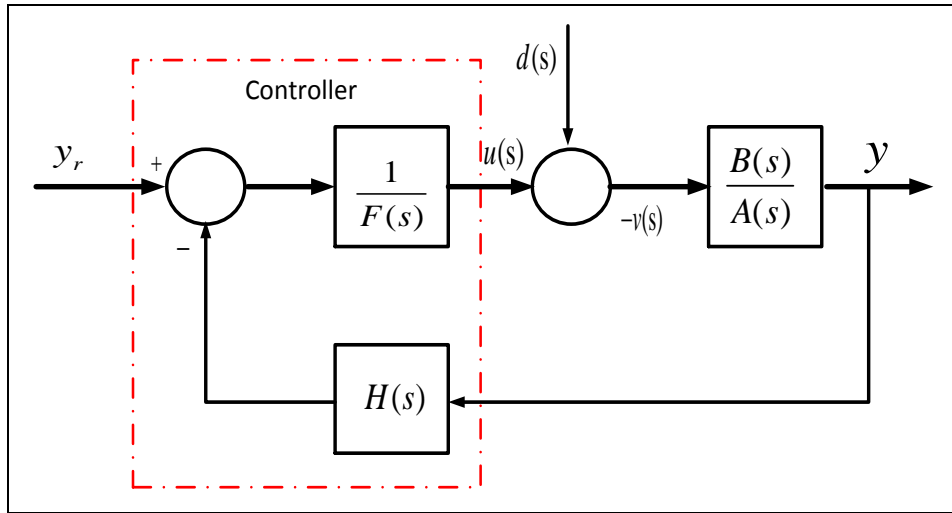 d(s)
Controller
y_r
+
−
1
F(s)
u(s)
−v(s)
B(s)
A(s)
y
H(s)